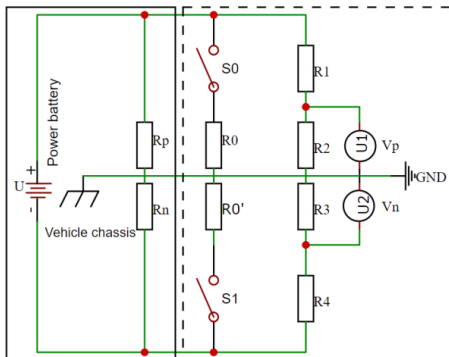 S0
R1
Power battery
Rp
R0
R2
U1
Vp
+
U
-
GND
Rn
R0'
R3
U2
Vn
Vehicle chassis
S1
R4